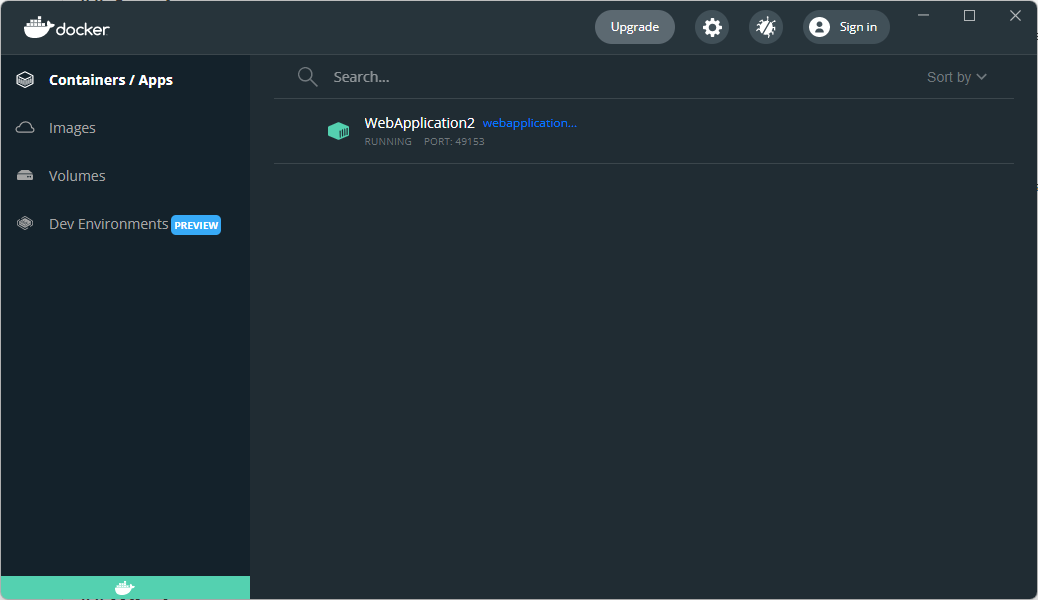 docker
Upgrade
Sign in
Containers / Apps
Images
Volumes
Dev Environments PREVIEW
Search...
Sort by
WebApplication2 webapplication...
RUNNING PORT: 49153